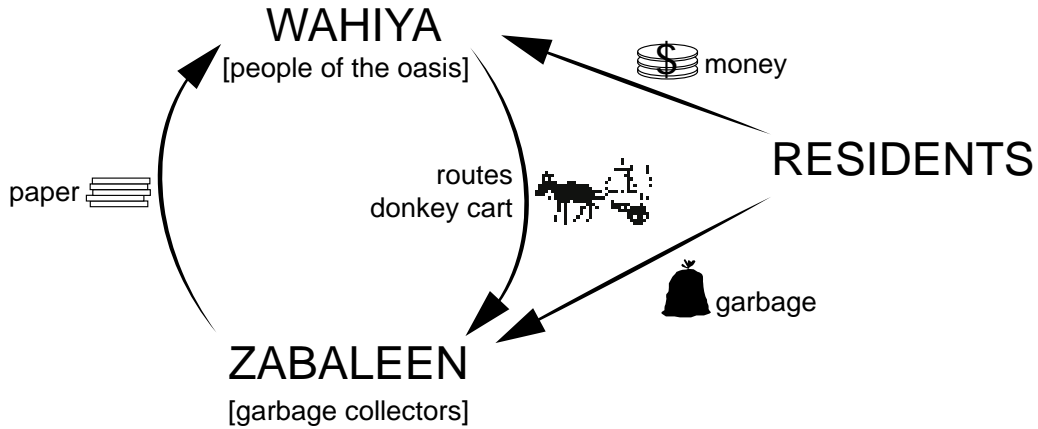 WAHIYA
[people of the oasis]
$ money
RESIDENTS
paper
routes
donkey cart
garbage
ZABALEEN
[garbage collectors]